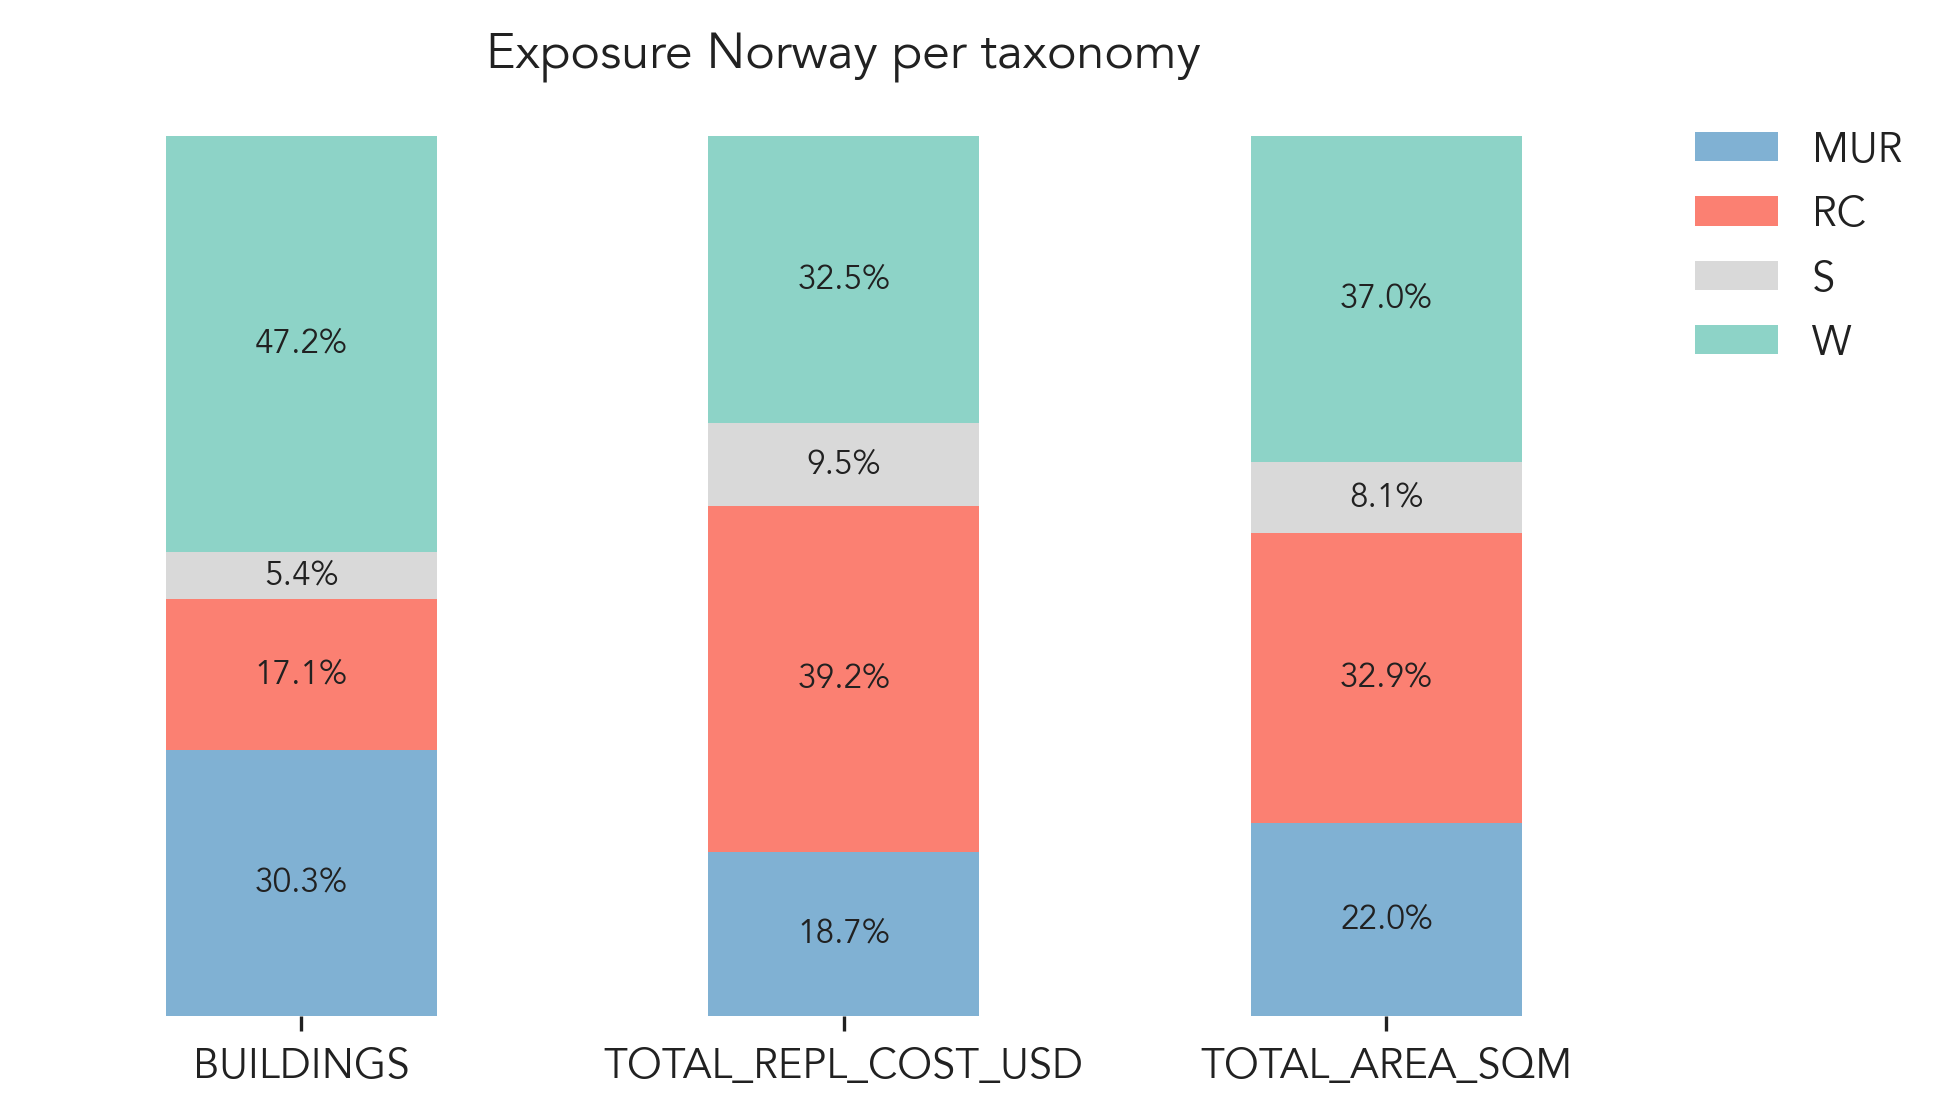 Exposure Norway per taxonomy
MUR
RC
S
W
47.2%
5.4%
17.1%
30.3%
32.5%
9.5%
39.2%
18.7%
37.0%
8.1%
32.9%
22.0%
BUILDINGS
TOTAL_REPL_COST_USD
TOTAL_AREA_SQM